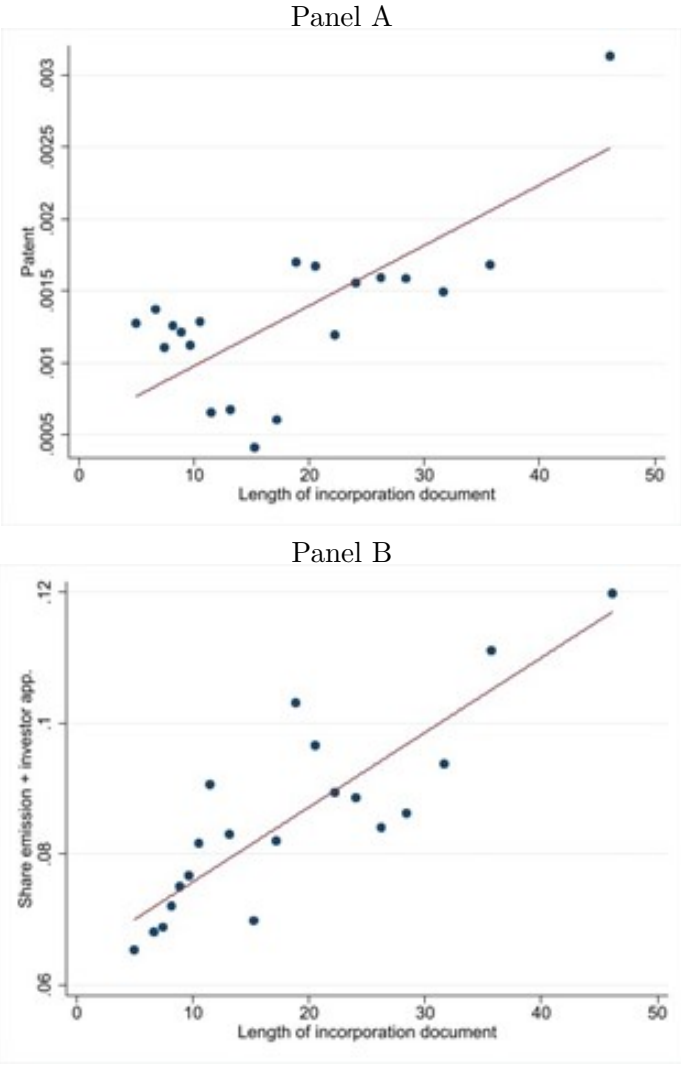 Panel A
.003
.0025
.002
.0015
.001
.0005
Patent
0 10 20 30 40 50
Length of incorporation document
Panel B
.12
.1
.08
.06
Share emission + investor app.
0 10 20 30 40 50
Length of incorporation document